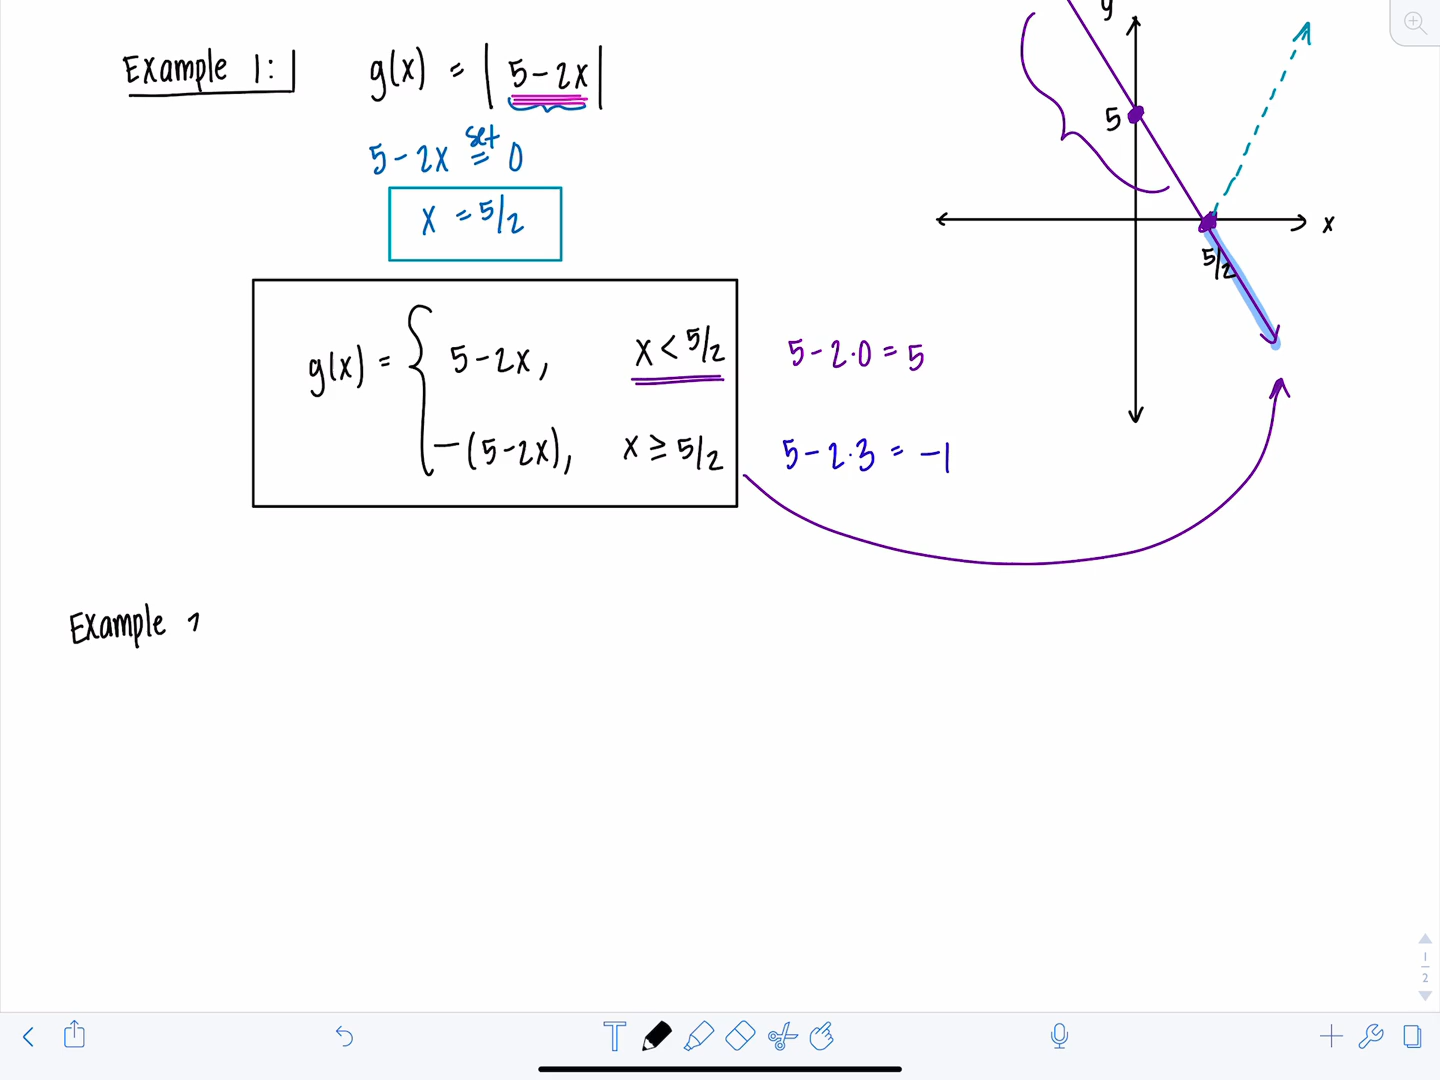 Example 1: g(x) = |5-2x|
5-2x set = 0
x = 5/2
g(x) = { 5-2x, x < 5/2
-(5-2x), x ≥ 5/2
5-2·0 = 5
5-2·3 = -1
y
5
x
5/2
Example
1
2
T